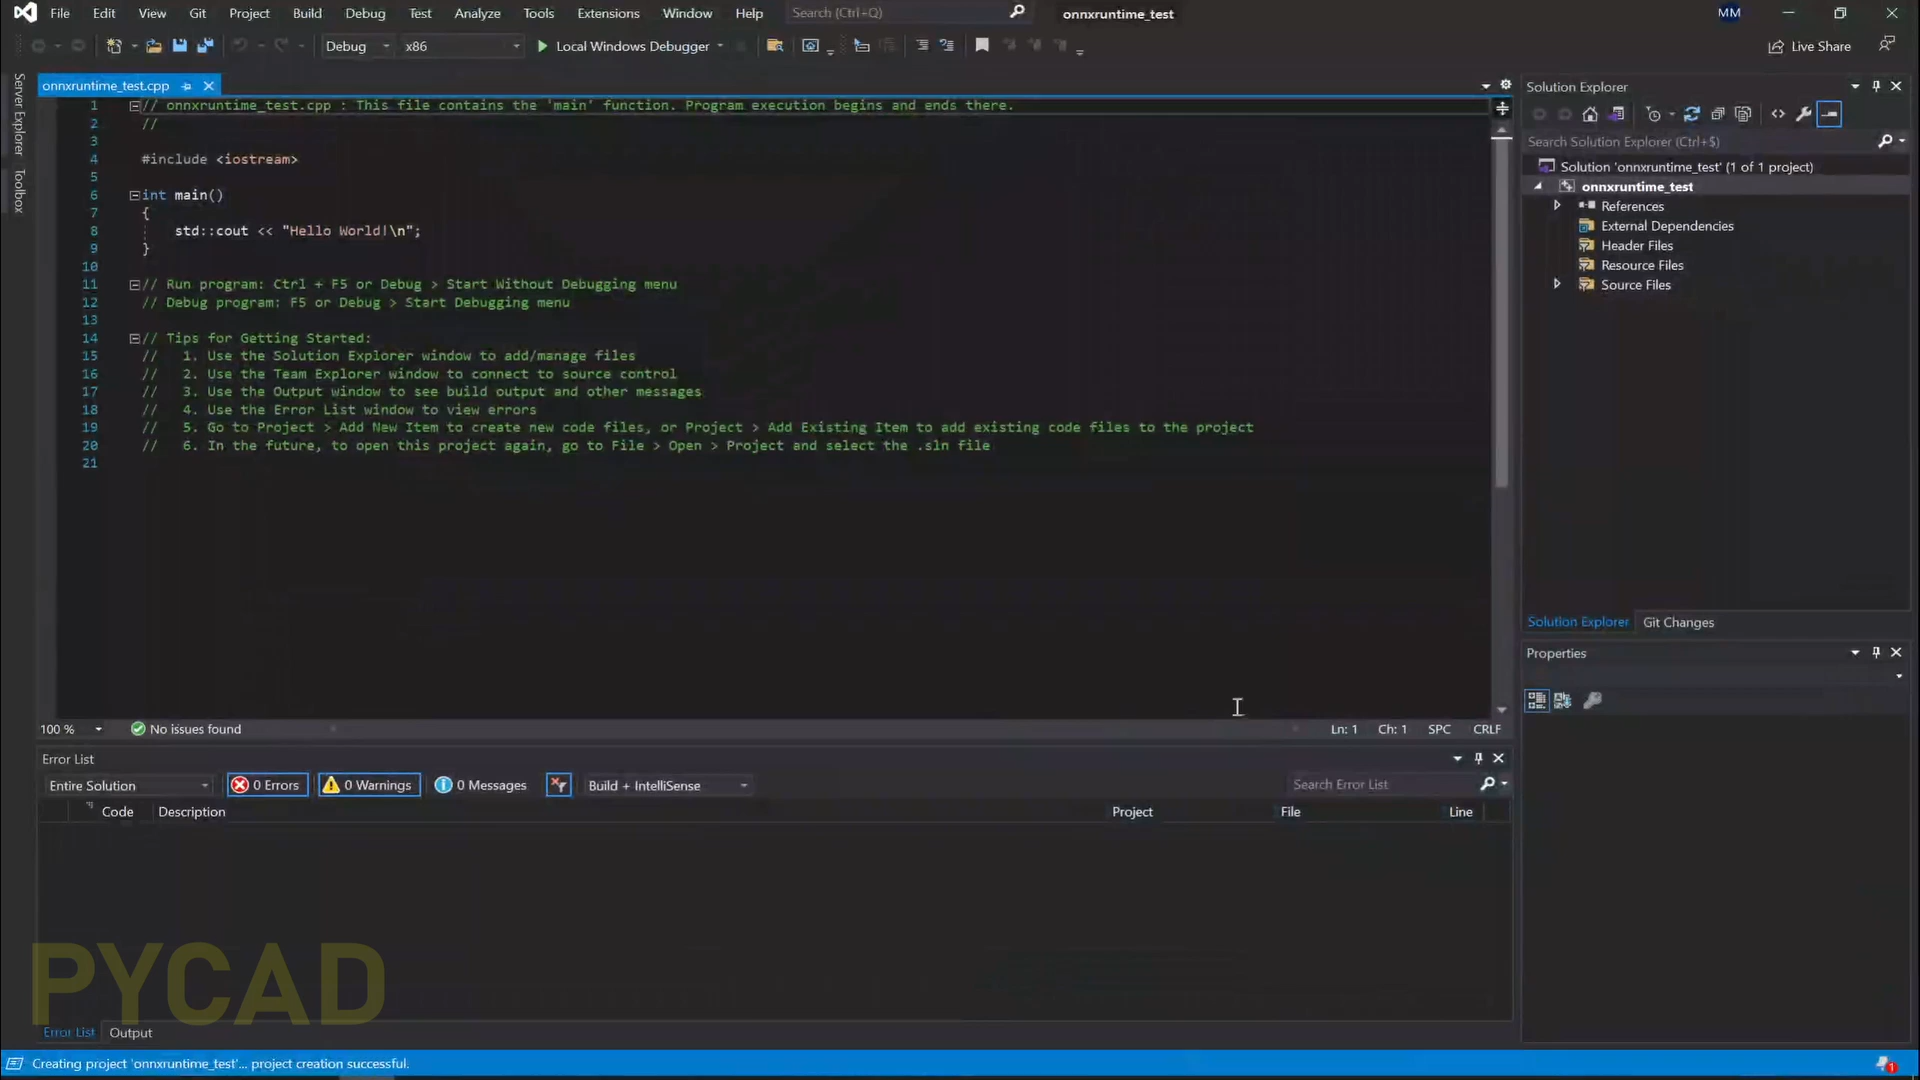 File Edit View Git Project Build Debug Test Analyze Tools Extensions Window Help Search (Ctrl+Q) onnxruntime_test MM
Debug x86 Local Windows Debugger Live Share
Server Explorer
Toolbox
onnxruntime_test.cpp
1 // onnxruntime_test.cpp : This file contains the 'main' function. Program execution begins and ends there.
2 //
3
4 #include <iostream>
5
6 int main()
7 {
8 std::cout << "Hello World!\n";
9 }
10
11 // Run program: Ctrl + F5 or Debug > Start Without Debugging menu
12 // Debug program: F5 or Debug > Start Debugging menu
13
14 // Tips for Getting Started:
15 // 1. Use the Solution Explorer window to add/manage files
16 // 2. Use the Team Explorer window to connect to source control
17 // 3. Use the Output window to see build output and other messages
18 // 4. Use the Error List window to view errors
19 // 5. Go to Project > Add New Item to create new code files, or Project > Add Existing Item to add existing code files to the project
20 // 6. In the future, to open this project again, go to File > Open > Project and select the .sln file
21
100 % No issues found Ln: 1 Ch: 1 SPC CRLF
Solution Explorer
Search Solution Explorer (Ctrl+$)
Solution 'onnxruntime_test' (1 of 1 project)
onnxruntime_test
References
External Dependencies
Header Files
Resource Files
Source Files
Solution Explorer Git Changes
Properties
Error List
Entire Solution 0 Errors 0 Warnings 0 Messages Build + IntelliSense Search Error List
Code Description Project File Line
PYCAD
Error List Output
Creating project 'onnxruntime_test'... project creation successful. 1